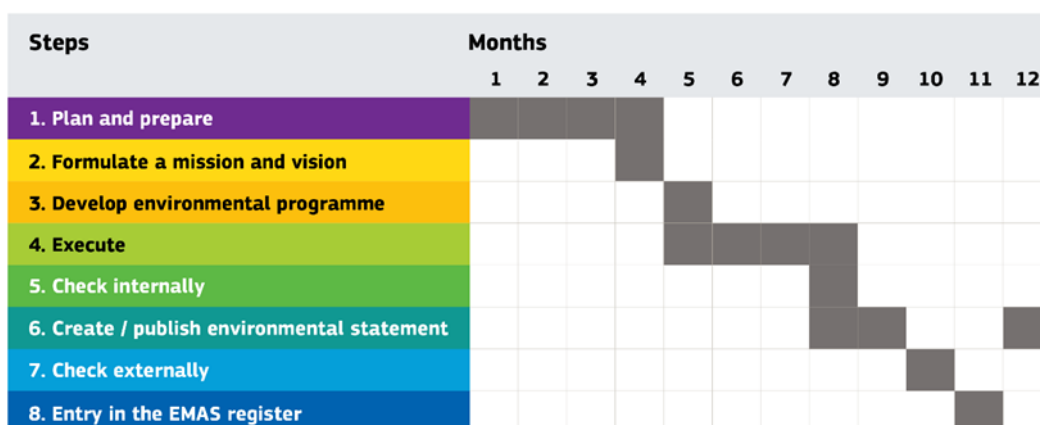 Steps Months
1 2 3 4 5 6 7 8 9 10 11 12
1. Plan and prepare
2. Formulate a mission and vision
3. Develop environmental programme
4. Execute
5. Check internally
6. Create / publish environmental statement
7. Check externally
8. Entry in the EMAS register